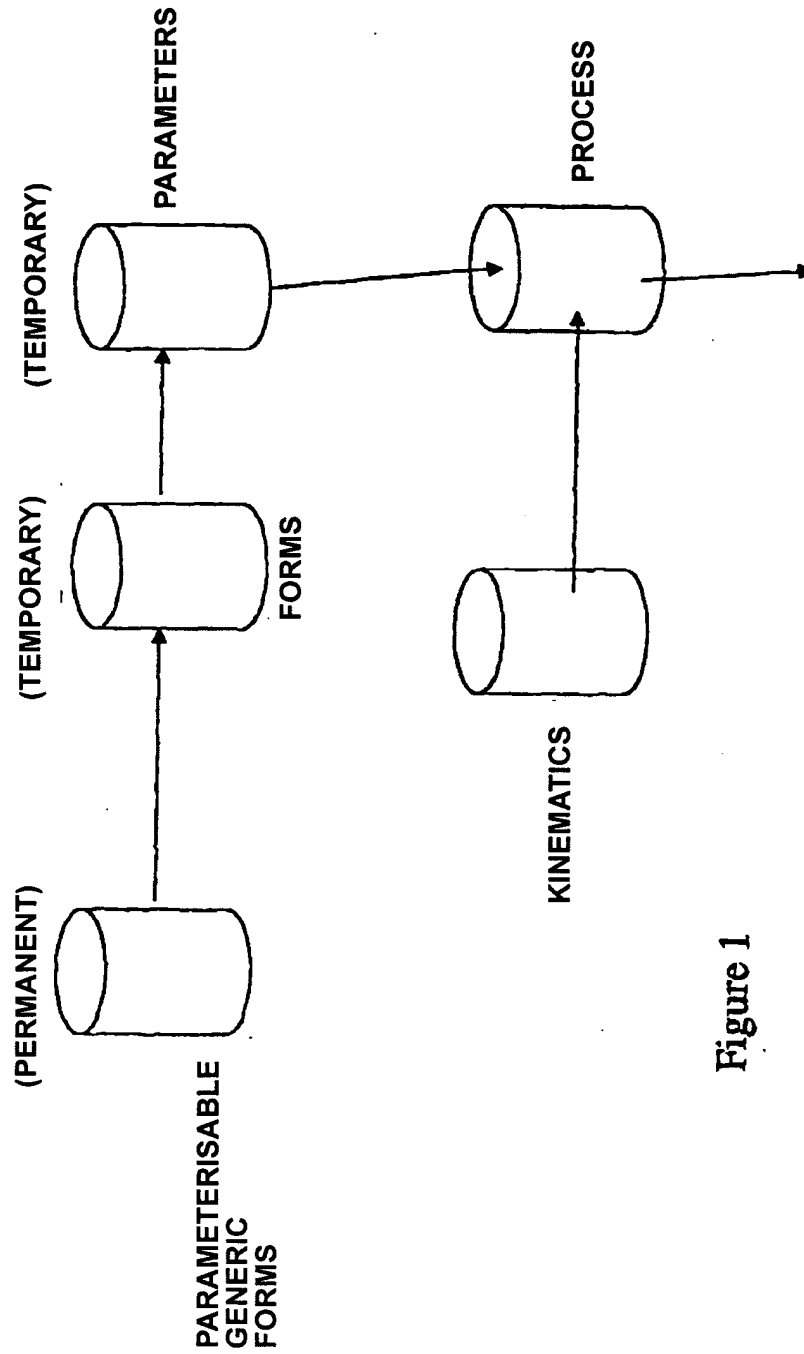 (PERMANENT)
(TEMPORARY)
(TEMPORARY)
PARAMETERISABLE
GENERIC
FORMS
FORMS
PARAMETERS
KINEMATICS
PROCESS
Figure 1